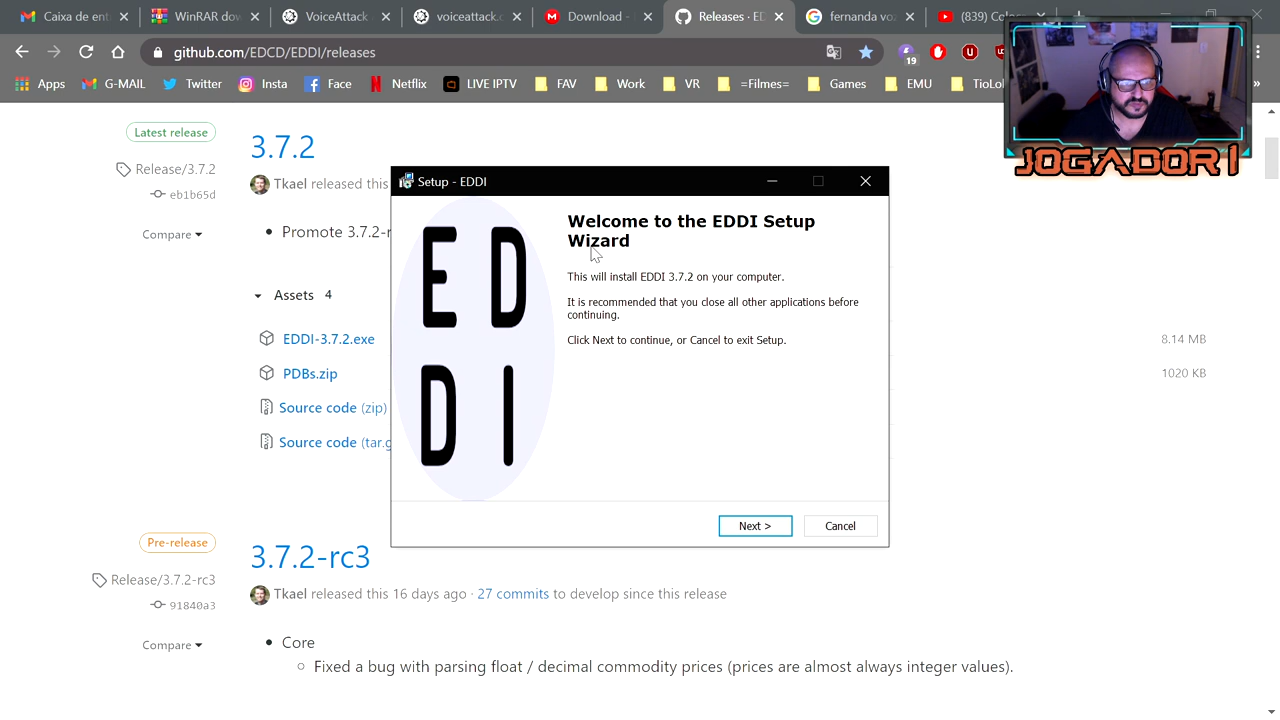 Caixa de ent
WinRAR dow
VoiceAttack
voiceattack.c
Download -
Releases · ED
fernanda voz
(839) Color
github.com/EDCD/EDDI/releases
19
Apps
G-MAIL
Twitter
Insta
Face
Netflix
LIVE IPTV
FAV
Work
VR
=Filmes=
Games
EMU
TioLo
»
JOGADOR 1
Latest release
3.7.2
Release/3.7.2
Tkael released this
eb1b65d
Compare
Promote 3.7.2-r
Assets 4
EDDI-3.7.2.exe
8.14 MB
PDBs.zip
1020 KB
Source code (zip)
Source code (tar.g
Setup - EDDI
E D
D I
Welcome to the EDDI Setup
Wizard
This will install EDDI 3.7.2 on your computer.
It is recommended that you close all other applications before
continuing.
Click Next to continue, or Cancel to exit Setup.
Next >
Cancel
Pre-release
3.7.2-rc3
Release/3.7.2-rc3
Tkael released this 16 days ago · 27 commits to develop since this release
91840a3
Compare
Core
Fixed a bug with parsing float / decimal commodity prices (prices are almost always integer values).